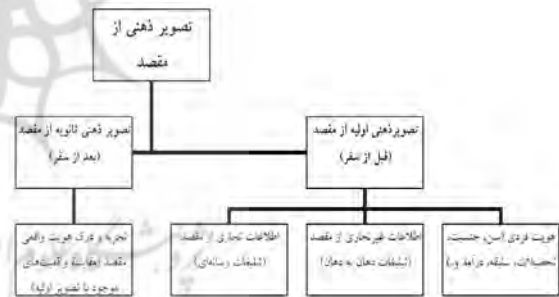 تصویر ذهنی از
مقصد
تصویرذهنی اولیه از مقصد
(قبل از سفر)
تصویر ذهنی ثانویه از مقصد
(بعد از سفر)
هویت فردی (سن، جنسیت،
تحصیلات، سلیقه، درآمد و..)
اطلاعات غیرتجاری از مقصد
(تبلیغات دهان به دهان)
اطلاعات تجاری از مقصد
(تبلیغات رسانه‌ای)
تجربه و درک هویت واقعی
مقصد (مقایسه واقعیت‌های
موجود با تصویر اولیه)